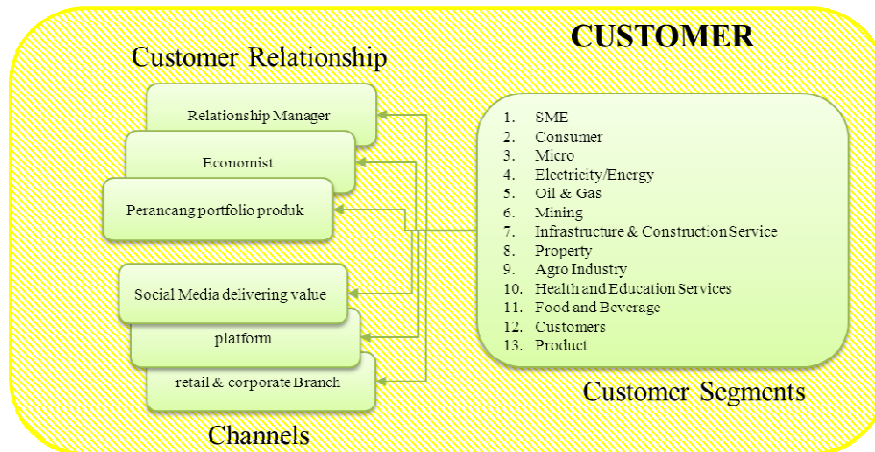 CUSTOMER
Customer Relationship
Relationship Manager
Economist
Perancang portfolio produk
Social Media delivering value
platform
retail & corporate Branch
Channels
1. SME
2. Consumer
3. Micro
4. Electricity/Energy
5. Oil & Gas
6. Mining
7. Infrastructure & Construction Service
8. Property
9. Agro Industry
10. Health and Education Services
11. Food and Beverage
12. Customers
13. Product
Customer Segments